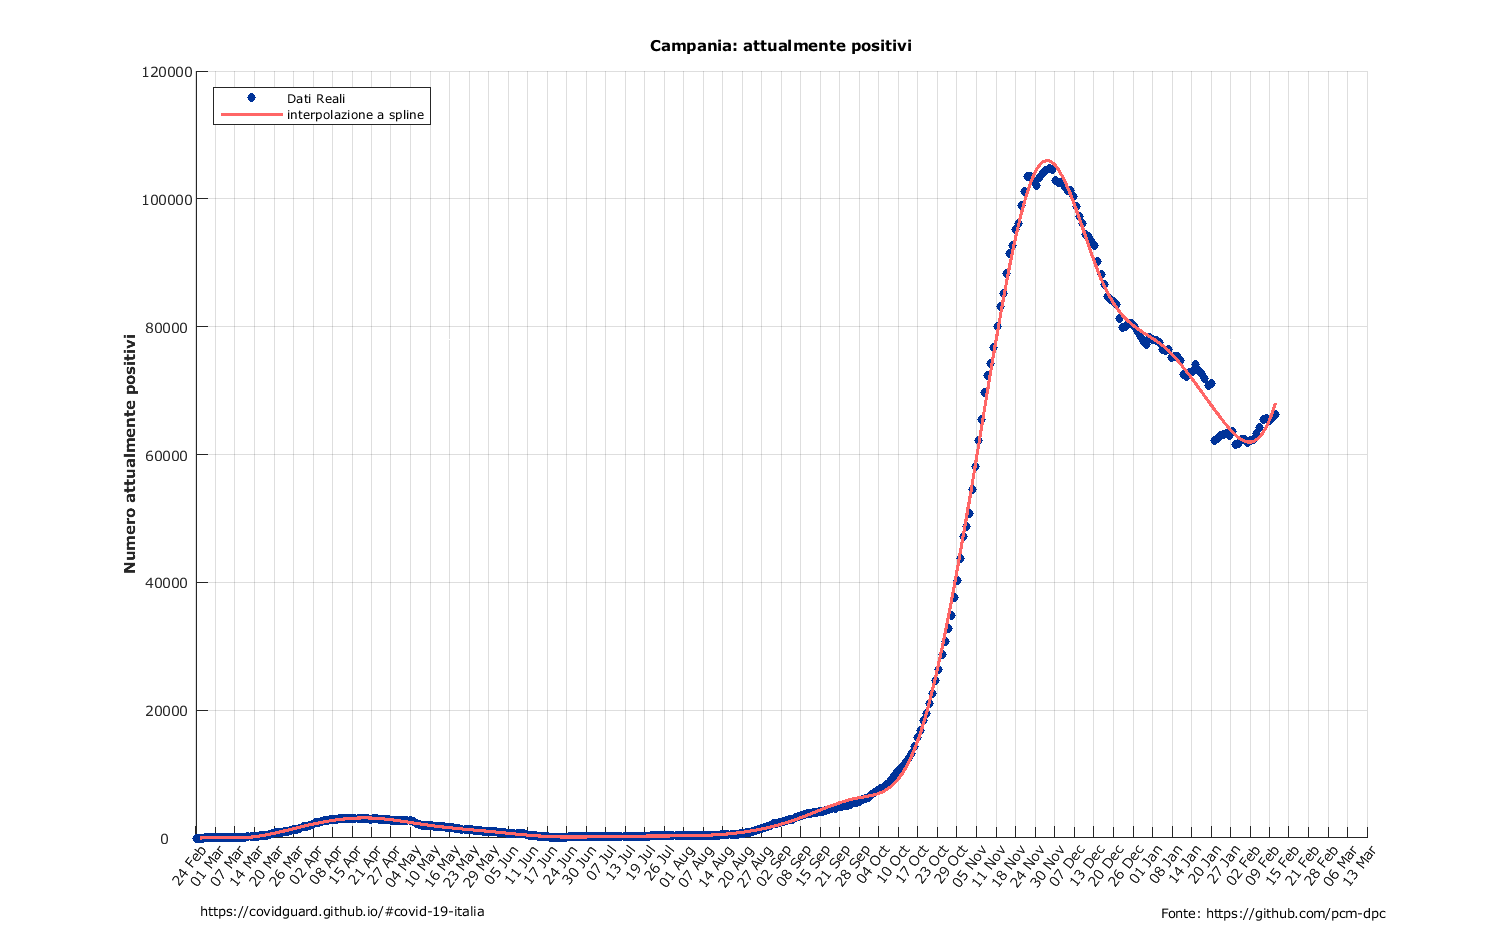 Campania: attualmente positivi
120000
100000
80000
60000
40000
20000
0
Numero attualmente positivi
Dati Reali
interpolazione a spline
24 Feb
01 Mar
07 Mar
14 Mar
20 Mar
26 Mar
02 Apr
08 Apr
15 Apr
21 Apr
27 Apr
04 May
10 May
16 May
23 May
29 May
05 Jun
11 Jun
17 Jun
24 Jun
30 Jun
07 Jul
13 Jul
19 Jul
26 Jul
01 Aug
07 Aug
14 Aug
20 Aug
27 Aug
02 Sep
08 Sep
15 Sep
21 Sep
28 Sep
04 Oct
10 Oct
17 Oct
23 Oct
29 Oct
05 Nov
11 Nov
18 Nov
24 Nov
30 Nov
07 Dec
13 Dec
20 Dec
26 Dec
01 Jan
08 Jan
14 Jan
20 Jan
27 Jan
02 Feb
09 Feb
15 Feb
21 Feb
28 Feb
06 Mar
13 Mar
https://covidguard.github.io/#covid-19-italia
Fonte: https://github.com/pcm-dpc